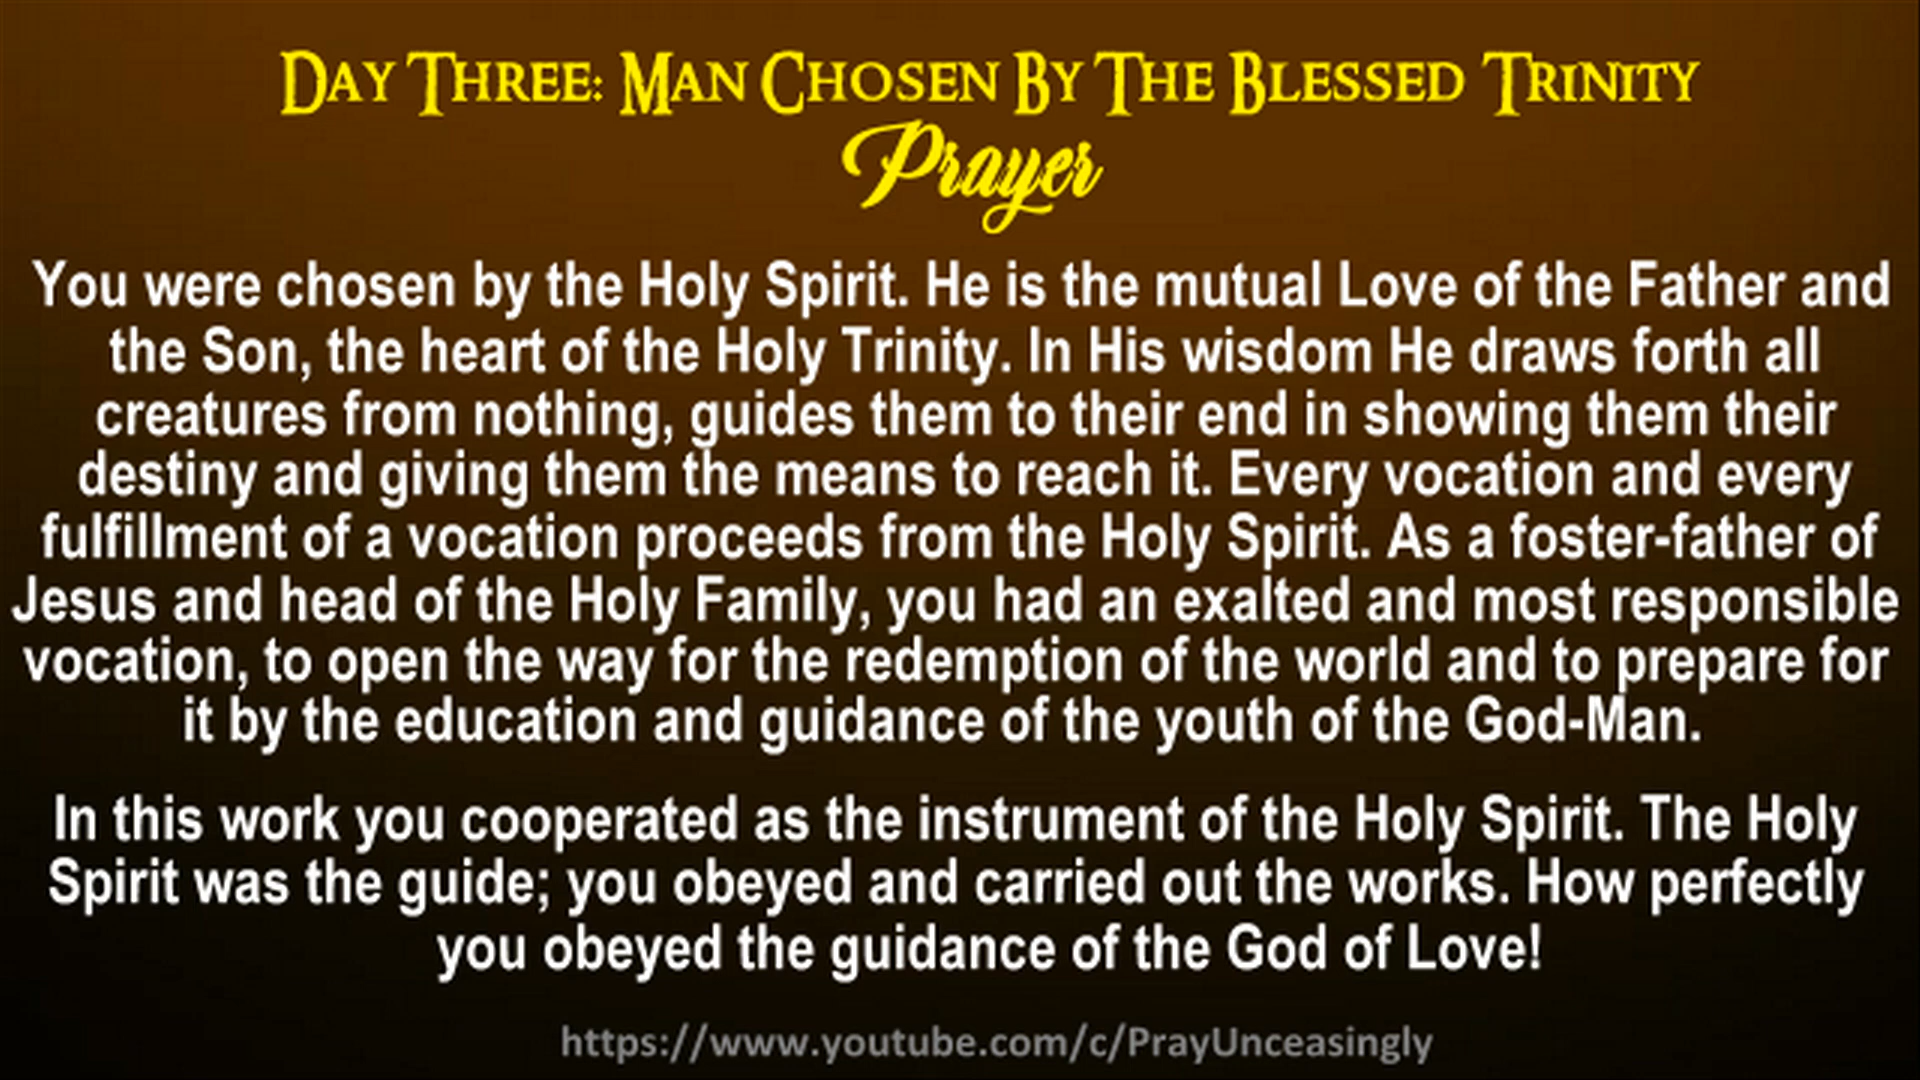 Day Three: Man Chosen By The Blessed Trinity
Prayer
You were chosen by the Holy Spirit. He is the mutual Love of the Father and
the Son, the heart of the Holy Trinity. In His wisdom He draws forth all
creatures from nothing, guides them to their end in showing them their
destiny and giving them the means to reach it. Every vocation and every
fulfillment of a vocation proceeds from the Holy Spirit. As a foster-father of
Jesus and head of the Holy Family, you had an exalted and most responsible
vocation, to open the way for the redemption of the world and to prepare for
it by the education and guidance of the youth of the God-Man.
In this work you cooperated as the instrument of the Holy Spirit. The Holy
Spirit was the guide; you obeyed and carried out the works. How perfectly
you obeyed the guidance of the God of Love!
https://www.youtube.com/c/PrayUnceasingly